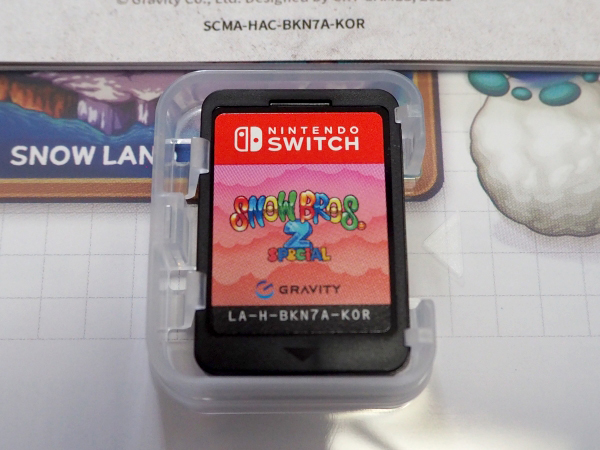 SCMA-HAC-BKN7A-KOR
SNOW LAN
NINTENDO
SWITCH
SNOW BROS.
2
SPECIAL
GRAVITY
LA-H-BKN7A-KOR